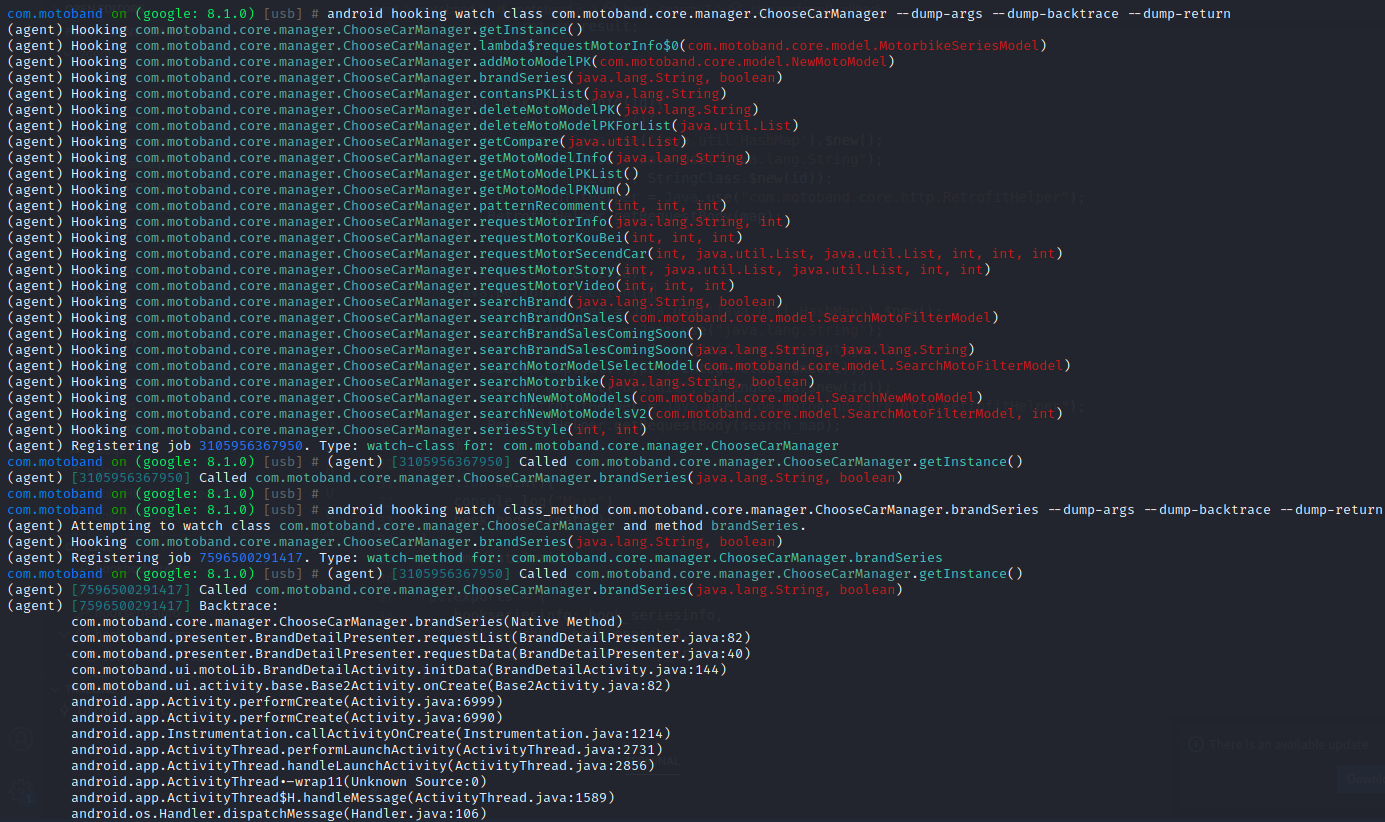 com.motoband on (google: 8.1.0) [usb] # android hooking watch class com.motoband.core.manager.ChooseCarManager --dump-args --dump-backtrace --dump-return
(agent) Hooking com.motoband.core.manager.ChooseCarManager.getInstance()
(agent) Hooking com.motoband.core.manager.ChooseCarManager.lambda$requestMotorInfo$0(com.motoband.core.model.MotorbikeSeriesModel)
(agent) Hooking com.motoband.core.manager.ChooseCarManager.addMotoModelPK(com.motoband.core.model.NewMotoModel)
(agent) Hooking com.motoband.core.manager.ChooseCarManager.brandSeries(java.lang.String, boolean)
(agent) Hooking com.motoband.core.manager.ChooseCarManager.contansPKList(java.lang.String)
(agent) Hooking com.motoband.core.manager.ChooseCarManager.deleteMotoModelPK(java.lang.String)
(agent) Hooking com.motoband.core.manager.ChooseCarManager.deleteMotoModelPKForList(java.util.List)
(agent) Hooking com.motoband.core.manager.ChooseCarManager.getCompare(java.util.List)
(agent) Hooking com.motoband.core.manager.ChooseCarManager.getMotoModelInfo(java.lang.String)
(agent) Hooking com.motoband.core.manager.ChooseCarManager.getMotoModelPKList()
(agent) Hooking com.motoband.core.manager.ChooseCarManager.getMotoModelPKNum()
(agent) Hooking com.motoband.core.manager.ChooseCarManager.patternRecomment(int, int, int)
(agent) Hooking com.motoband.core.manager.ChooseCarManager.requestMotorInfo(java.lang.String, int)
(agent) Hooking com.motoband.core.manager.ChooseCarManager.requestMotorKouBei(int, int, int)
(agent) Hooking com.motoband.core.manager.ChooseCarManager.requestMotorSecendCar(int, java.util.List, java.util.List, int, int, int)
(agent) Hooking com.motoband.core.manager.ChooseCarManager.requestMotorStory(int, java.util.List, java.util.List, int, int)
(agent) Hooking com.motoband.core.manager.ChooseCarManager.requestMotorVideo(int, int, int)
(agent) Hooking com.motoband.core.manager.ChooseCarManager.searchBrand(java.lang.String, boolean)
(agent) Hooking com.motoband.core.manager.ChooseCarManager.searchBrandOnSales(com.motoband.core.model.SearchMotoFilterModel)
(agent) Hooking com.motoband.core.manager.ChooseCarManager.searchBrandSalesComingSoon()
(agent) Hooking com.motoband.core.manager.ChooseCarManager.searchBrandSalesComingSoon(java.lang.String, java.lang.String)
(agent) Hooking com.motoband.core.manager.ChooseCarManager.searchMotorModelSelectModel(com.motoband.core.model.SearchMotoFilterModel)
(agent) Hooking com.motoband.core.manager.ChooseCarManager.searchMotorbike(java.lang.String, boolean)
(agent) Hooking com.motoband.core.manager.ChooseCarManager.searchNewMotoModels(com.motoband.core.model.SearchNewMotoModel)
(agent) Hooking com.motoband.core.manager.ChooseCarManager.searchNewMotoModelsV2(com.motoband.core.model.SearchMotoFilterModel, int)
(agent) Hooking com.motoband.core.manager.ChooseCarManager.seriesStyle(int, int)
(agent) Registering job 3105956367950. Type: watch-class for: com.motoband.core.manager.ChooseCarManager
com.motoband on (google: 8.1.0) [usb] # (agent) [3105956367950] Called com.motoband.core.manager.ChooseCarManager.getInstance()
(agent) [3105956367950] Called com.motoband.core.manager.ChooseCarManager.brandSeries(java.lang.String, boolean)
com.motoband on (google: 8.1.0) [usb] #
com.motoband on (google: 8.1.0) [usb] # android hooking watch class_method com.motoband.core.manager.ChooseCarManager.brandSeries --dump-args --dump-backtrace --dump-return
(agent) Attempting to watch class com.motoband.core.manager.ChooseCarManager and method brandSeries.
(agent) Hooking com.motoband.core.manager.ChooseCarManager.brandSeries(java.lang.String, boolean)
(agent) Registering job 7596500291417. Type: watch-method for: com.motoband.core.manager.ChooseCarManager.brandSeries
com.motoband on (google: 8.1.0) [usb] # (agent) [3105956367950] Called com.motoband.core.manager.ChooseCarManager.getInstance()
(agent) [7596500291417] Called com.motoband.core.manager.ChooseCarManager.brandSeries(java.lang.String, boolean)
(agent) [7596500291417] Backtrace:
com.motoband.core.manager.ChooseCarManager.brandSeries(Native Method)
com.motoband.presenter.BrandDetailPresenter.requestList(BrandDetailPresenter.java:82)
com.motoband.presenter.BrandDetailPresenter.requestData(BrandDetailPresenter.java:40)
com.motoband.ui.motoLib.BrandDetailActivity.initData(BrandDetailActivity.java:144)
com.motoband.ui.activity.base.Base2Activity.onCreate(Base2Activity.java:82)
android.app.Activity.performCreate(Activity.java:6999)
android.app.Activity.performCreate(Activity.java:6990)
android.app.Instrumentation.callActivityOnCreate(Instrumentation.java:1214)
android.app.ActivityThread.performLaunchActivity(ActivityThread.java:2731)
android.app.ActivityThread.handleLaunchActivity(ActivityThread.java:2856)
android.app.ActivityThread.-wrap11(Unknown Source:0)
android.app.ActivityThread$H.handleMessage(ActivityThread.java:1589)
android.os.Handler.dispatchMessage(Handler.java:106)
There is an available update